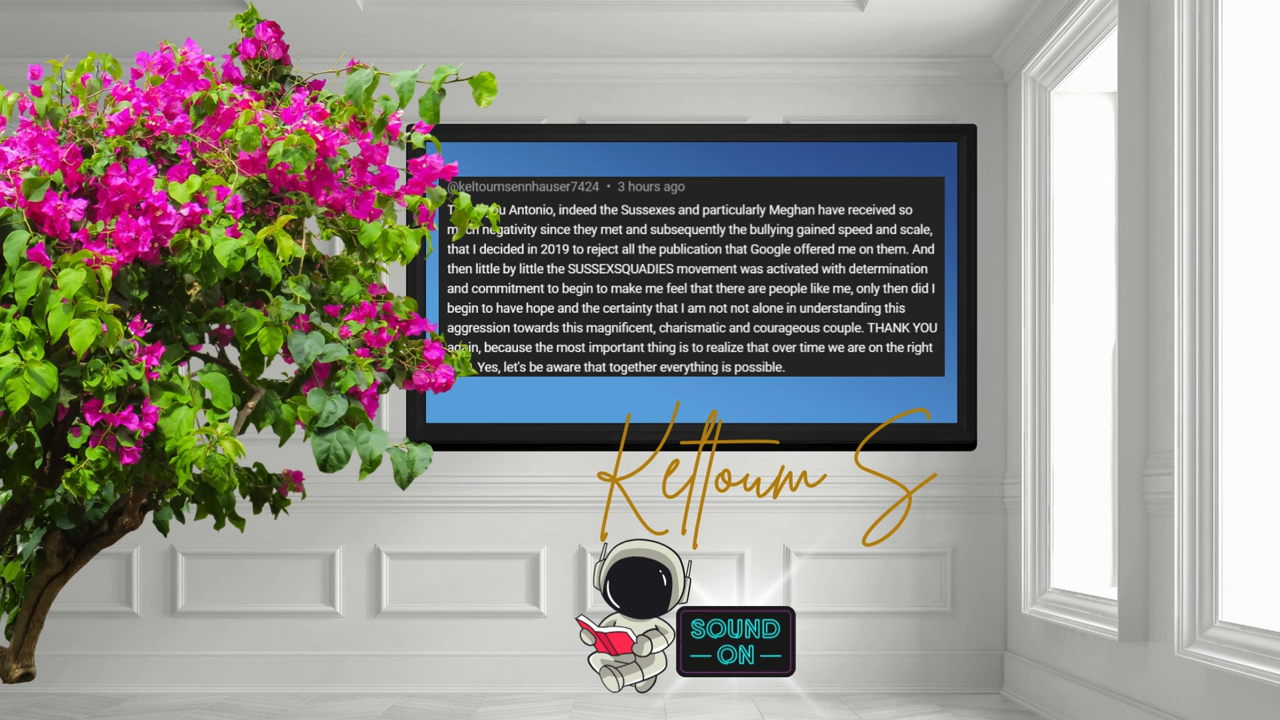 @keltoumsennhauser7424 • 3 hours ago
Antonio, indeed the Sussexes and particularly Meghan have received so
much negativity since they met and subsequently the bullying gained speed and scale,
that I decided in 2019 to reject all the publication that Google offered me on them. And
then little by little the SUSSEXSQUADIES movement was activated with determination
and commitment to begin to make me feel that there are people like me, only then did I
begin to have hope and the certainty that I am not not alone in understanding this
aggression towards this magnificent, charismatic and courageous couple. THANK YOU
again, because the most important thing is to realize that over time we are on the right
Yes, let's be aware that together everything is possible.
Keltoum S
SOUND
ON